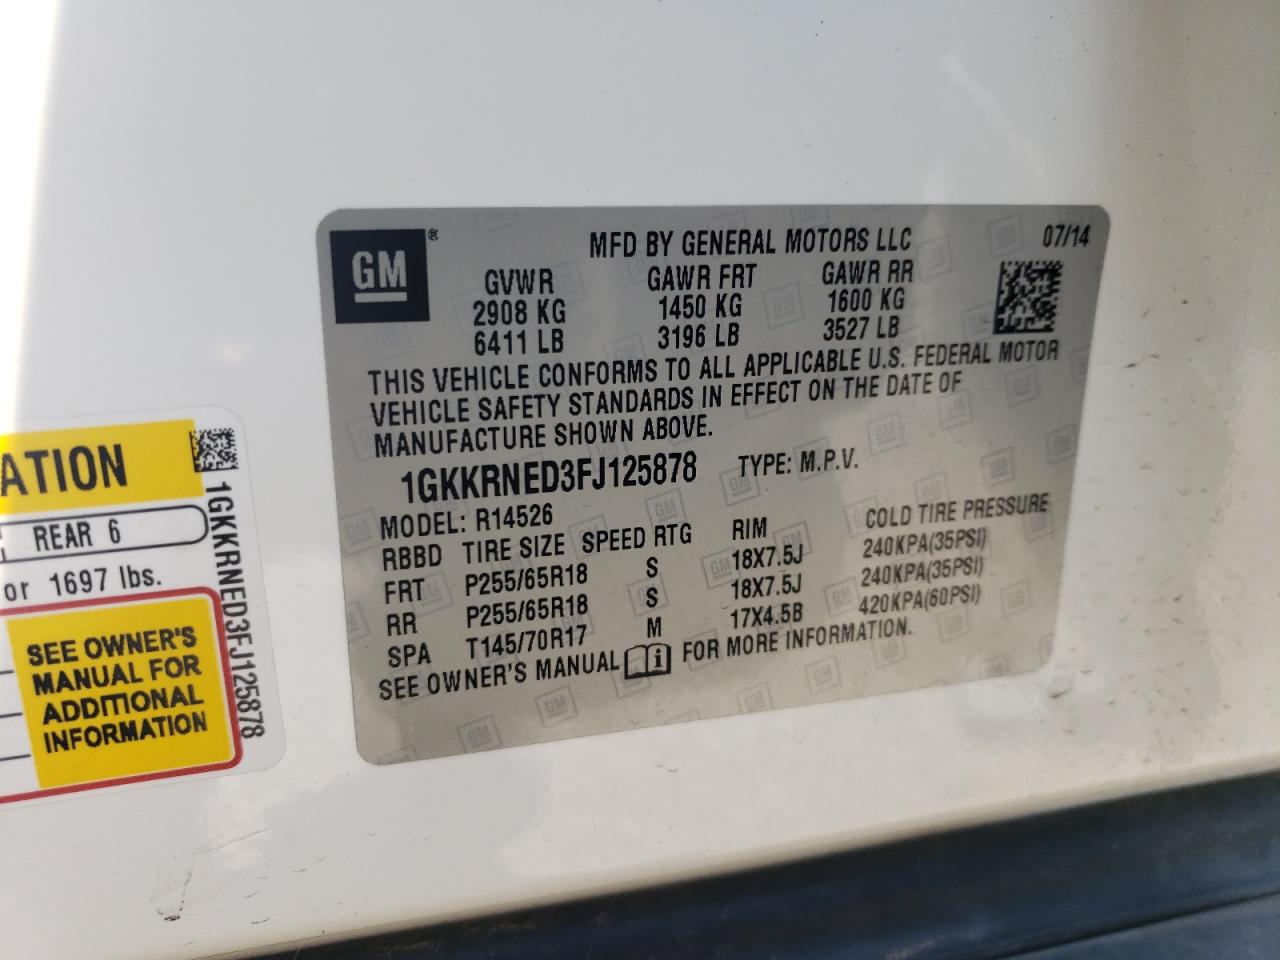 GM®
MFD BY GENERAL MOTORS LLC 07/14
GVWR GAWR FRT GAWR RR
2908 KG 1450 KG 1600 KG
6411 LB 3196 LB 3527 LB
THIS VEHICLE CONFORMS TO ALL APPLICABLE U.S. FEDERAL MOTOR
VEHICLE SAFETY STANDARDS IN EFFECT ON THE DATE OF
MANUFACTURE SHOWN ABOVE.
1GKKRNED3FJ125878 TYPE: M.P.V.
MODEL: R14526
RBBD TIRE SIZE SPEED RTG RIM COLD TIRE PRESSURE
FRT P255/65R18 S 18X7.5J 240KPA(35PSI)
RR P255/65R18 S 18X7.5J 240KPA(35PSI)
SPA T145/70R17 M 17X4.5B 420KPA(60PSI)
SEE OWNER'S MANUAL FOR MORE INFORMATION.
ATION
REAR 6
or 1697 lbs.
SEE OWNER'S
MANUAL FOR
ADDITIONAL
INFORMATION
1GKKRNED3FJ125878